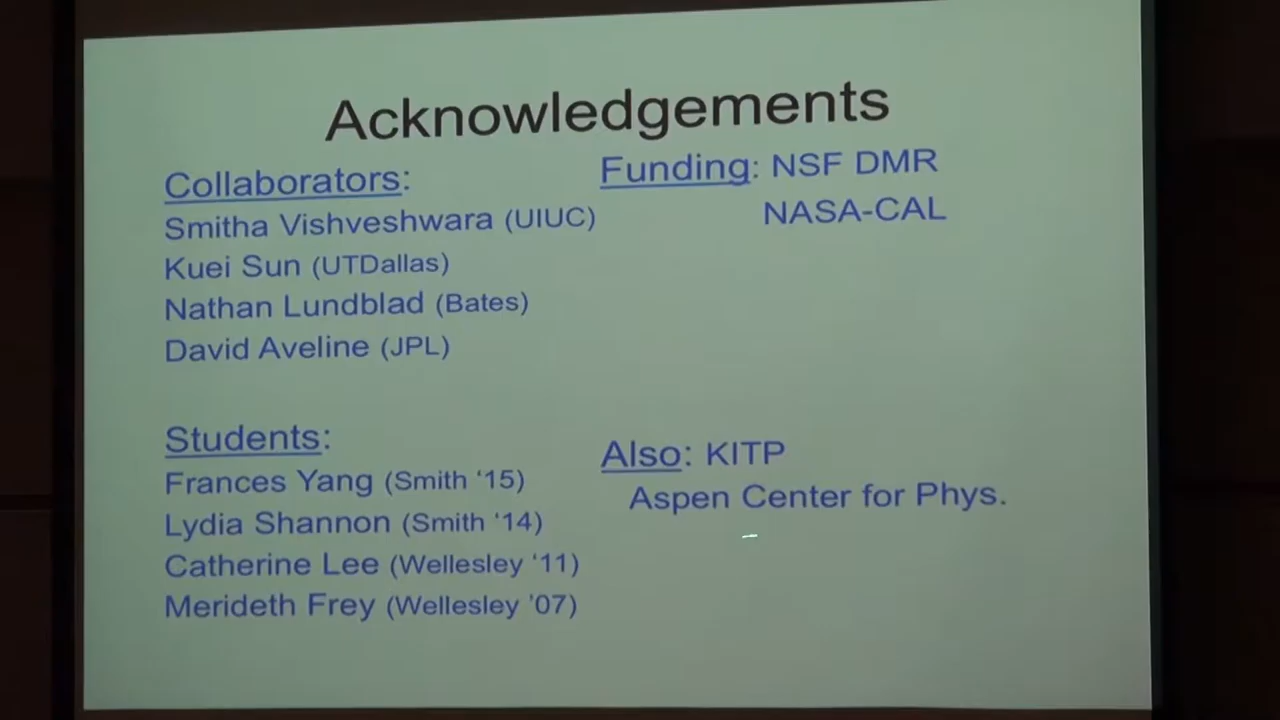 Acknowledgements
Collaborators:
Smitha Vishveshwara (UIUC)
Kuei Sun (UTDallas)
Nathan Lundblad (Bates)
David Aveline (JPL)
Funding: NSF DMR
NASA-CAL
Students:
Frances Yang (Smith ‘15)
Lydia Shannon (Smith ‘14)
Catherine Lee (Wellesley ‘11)
Merideth Frey (Wellesley ’07)
Also: KITP
Aspen Center for Phys.